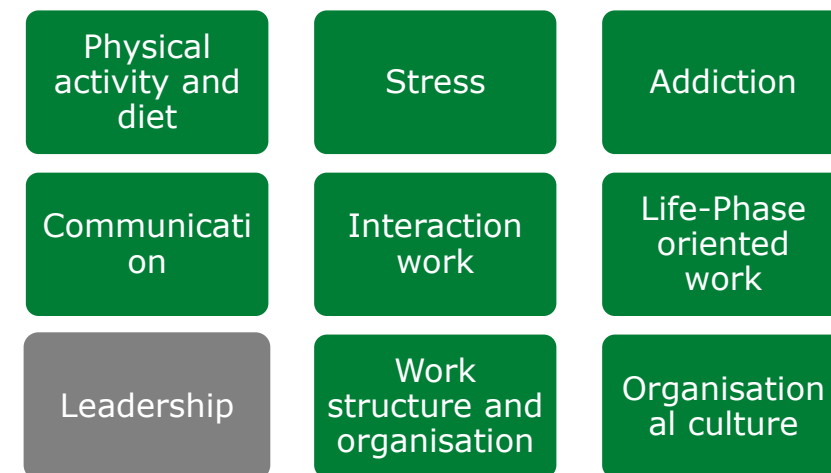 Physical
activity and
diet
Stress
Addiction
Communicati
on
Interaction
work
Life-Phase
oriented
work
Leadership
Work
structure and
organisation
Organisation
al culture